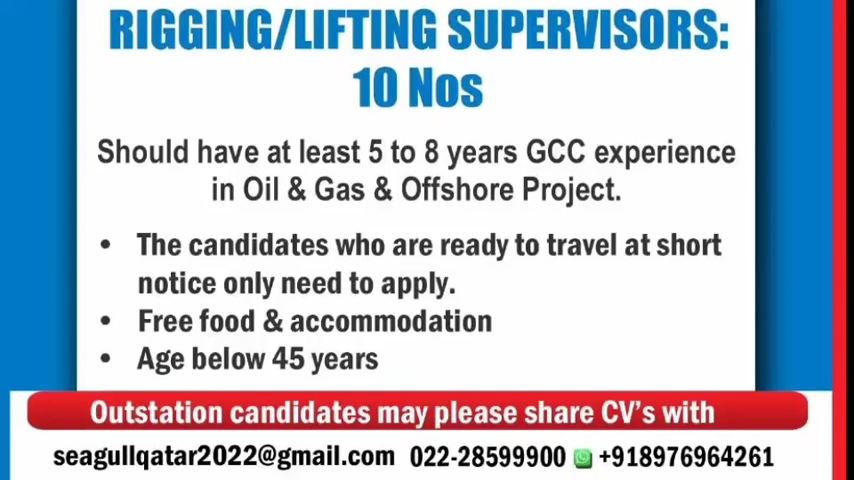 RIGGING/LIFTING SUPERVISORS:
10 Nos
Should have at least 5 to 8 years GCC experience
in Oil & Gas & Offshore Project.
• The candidates who are ready to travel at short
notice only need to apply.
• Free food & accommodation
• Age below 45 years
Outstation candidates may please share CV's with
seagullqatar2022@gmail.com 022-28599900 +918976964261